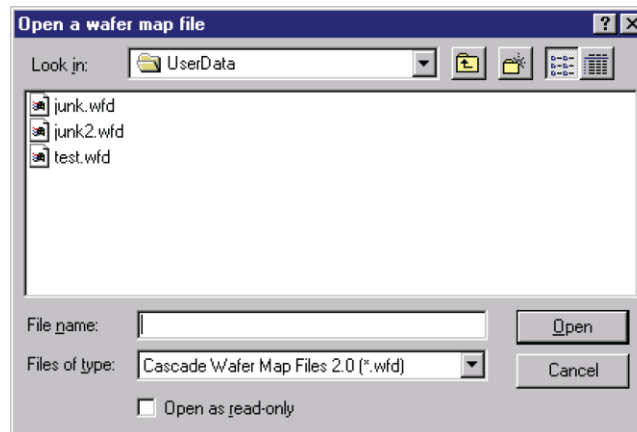 Open a wafer map file
Look in: UserData
junk.wfd
junk2.wfd
test.wfd
File name: Open
Files of type: Cascade Wafer Map Files 2.0 (*.wfd) Cancel
Open as read-only